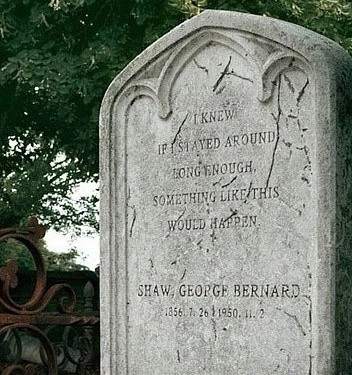 I KNEW
IF I STAYED AROUND
LONG ENOUGH,
SOMETHING LIKE THIS
WOULD HAPPEN.
SHAW, GEORGE BERNARD
1856. 7. 26 1950. 11. 2